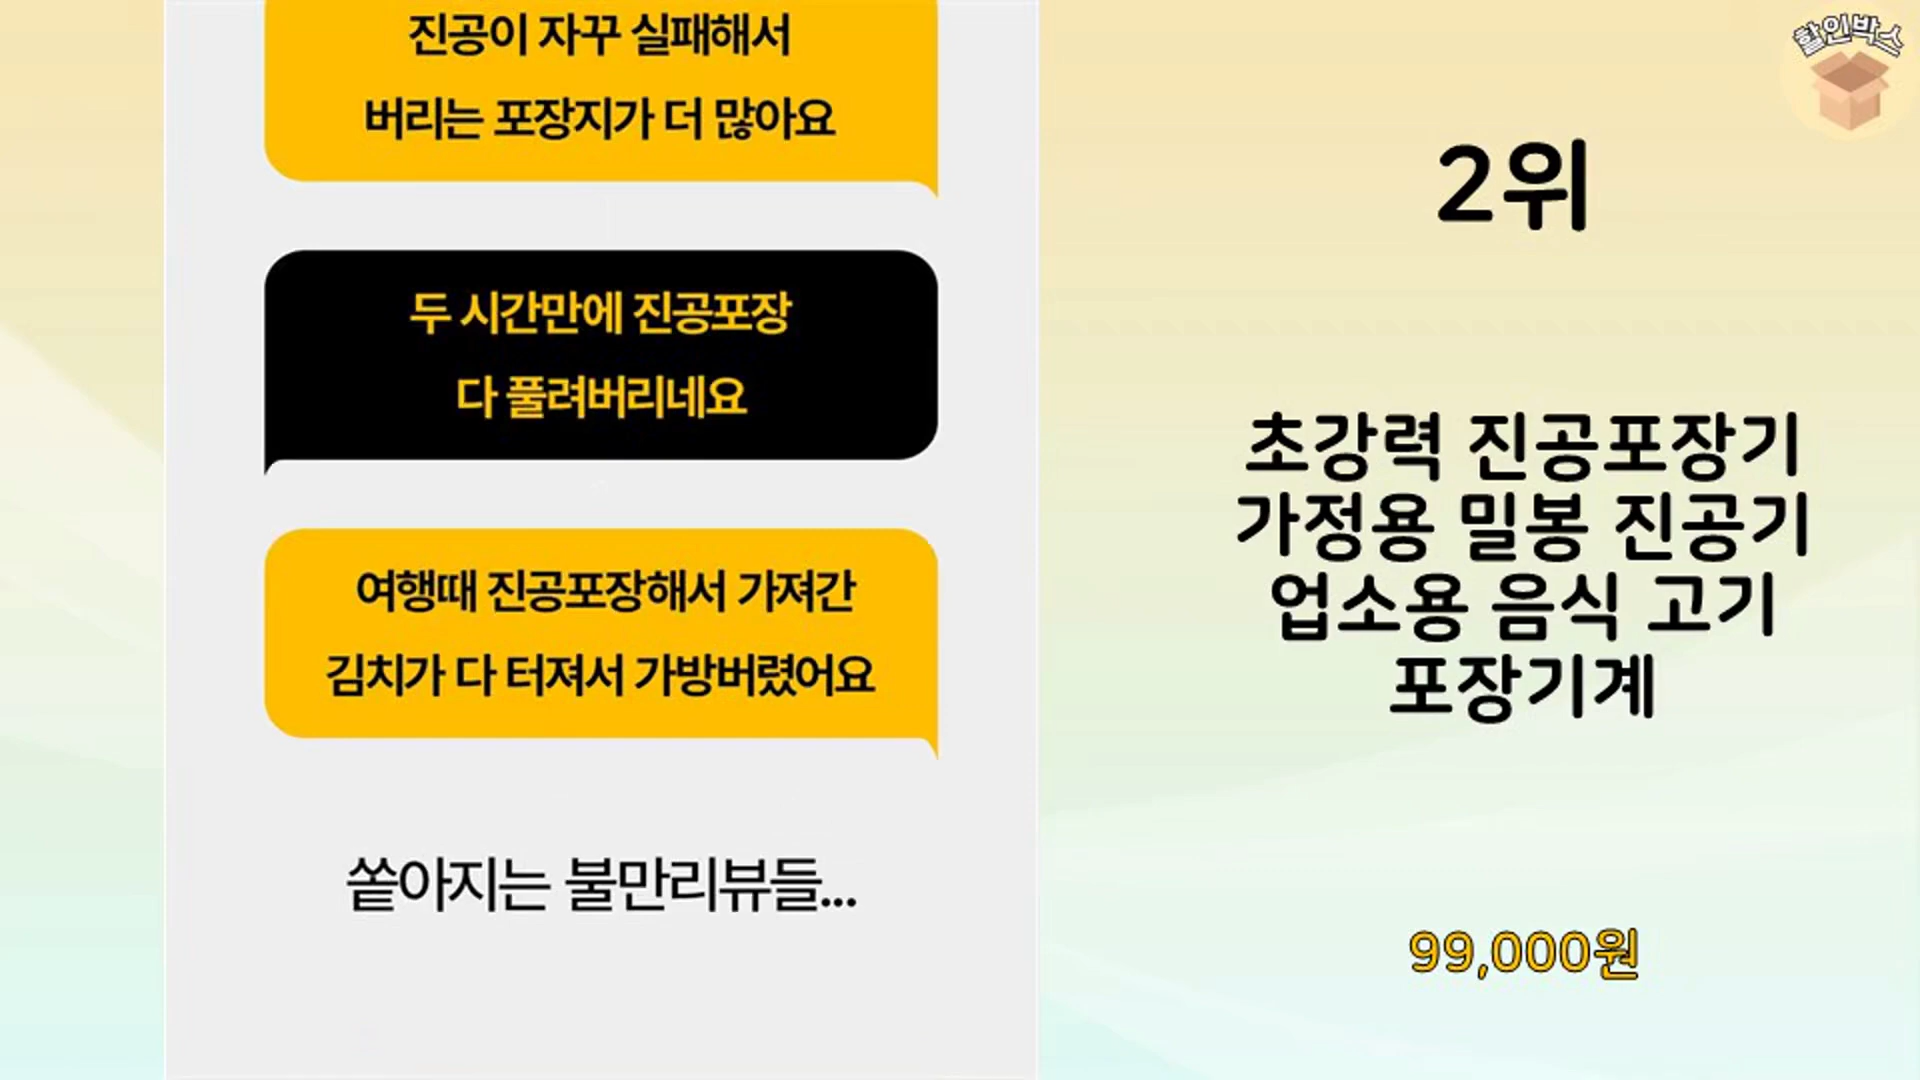 진공이 자꾸 실패해서
버리는 포장지가 더 많아요
두 시간만에 진공포장
다 풀려버리네요
여행때 진공포장해서 가져간
김치가 다 터져서 가방버렸어요
쏟아지는 불만리뷰들...
할인박스
2위
초강력 진공포장기
가정용 밀봉 진공기
업소용 음식 고기
포장기계
99,000원